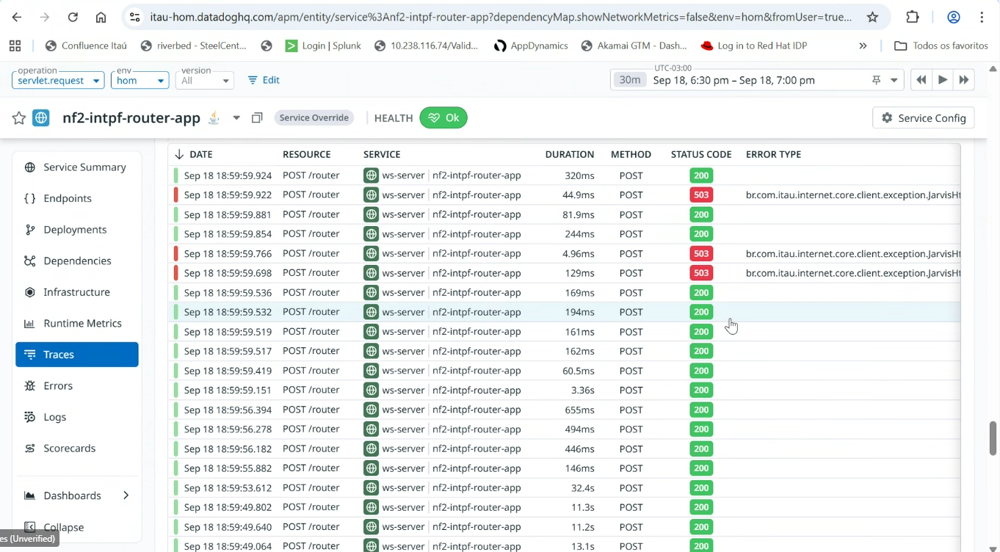 itau-hom.datadoghq.com/apm/entity/service%3Anf2-intpf-router-app?dependencyMap.showNetworkMetrics=false&env=hom&fromUser=true...
Confluence Itaú riverbed - SteelCent... Login | Splunk 10.238.116.74/Valid... AppDynamics Akamai GTM - Dash... Log in to Red Hat IDP » Todos os favoritos
operation env version UTC-03:00
servlet.request hom All Edit 30m Sep 18, 6:30 pm – Sep 18, 7:00 pm
nf2-intpf-router-app Service Override HEALTH Ok Service Config
Service Summary
Endpoints
Deployments
Dependencies
Infrastructure
Runtime Metrics
Traces
Errors
Logs
Scorecards
Dashboards
Collapse
es (Unverified)
DATE RESOURCE SERVICE DURATION METHOD STATUS CODE ERROR TYPE
Sep 18 18:59:59.924 POST /router ws-server nf2-intpf-router-app 320ms POST 200
Sep 18 18:59:59.922 POST /router ws-server nf2-intpf-router-app 44.9ms POST 503 br.com.itau.internet.core.client.exception.JarvisHt
Sep 18 18:59:59.881 POST /router ws-server nf2-intpf-router-app 81.9ms POST 200
Sep 18 18:59:59.854 POST /router ws-server nf2-intpf-router-app 244ms POST 200
Sep 18 18:59:59.766 POST /router ws-server nf2-intpf-router-app 4.96ms POST 503 br.com.itau.internet.core.client.exception.JarvisHt
Sep 18 18:59:59.698 POST /router ws-server nf2-intpf-router-app 129ms POST 503 br.com.itau.internet.core.client.exception.JarvisHt
Sep 18 18:59:59.536 POST /router ws-server nf2-intpf-router-app 169ms POST 200
Sep 18 18:59:59.532 POST /router ws-server nf2-intpf-router-app 194ms POST 200
Sep 18 18:59:59.519 POST /router ws-server nf2-intpf-router-app 161ms POST 200
Sep 18 18:59:59.517 POST /router ws-server nf2-intpf-router-app 162ms POST 200
Sep 18 18:59:59.419 POST /router ws-server nf2-intpf-router-app 60.5ms POST 200
Sep 18 18:59:59.151 POST /router ws-server nf2-intpf-router-app 3.36s POST 200
Sep 18 18:59:56.394 POST /router ws-server nf2-intpf-router-app 655ms POST 200
Sep 18 18:59:56.278 POST /router ws-server nf2-intpf-router-app 494ms POST 200
Sep 18 18:59:56.182 POST /router ws-server nf2-intpf-router-app 446ms POST 200
Sep 18 18:59:55.882 POST /router ws-server nf2-intpf-router-app 146ms POST 200
Sep 18 18:59:53.612 POST /router ws-server nf2-intpf-router-app 32.4s POST 200
Sep 18 18:59:49.802 POST /router ws-server nf2-intpf-router-app 11.3s POST 200
Sep 18 18:59:49.640 POST /router ws-server nf2-intpf-router-app 11.2s POST 200
Sep 18 18:59:49.064 POST /router ws-server nf2-intpf-router-app 13.1s POST 200